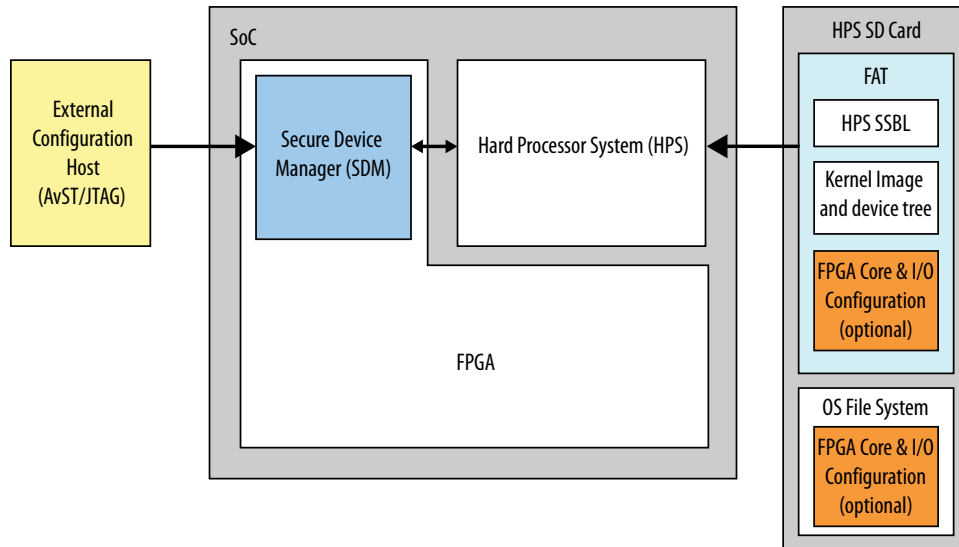 SoC
External
Configuration
Host
(AvST/JTAG)
Secure Device
Manager (SDM)
Hard Processor System (HPS)
FPGA
HPS SD Card
FAT
HPS SSBL
Kernel Image
and device tree
FPGA Core & I/O
Configuration
(optional)
OS File System
FPGA Core & I/O
Configuration
(optional)